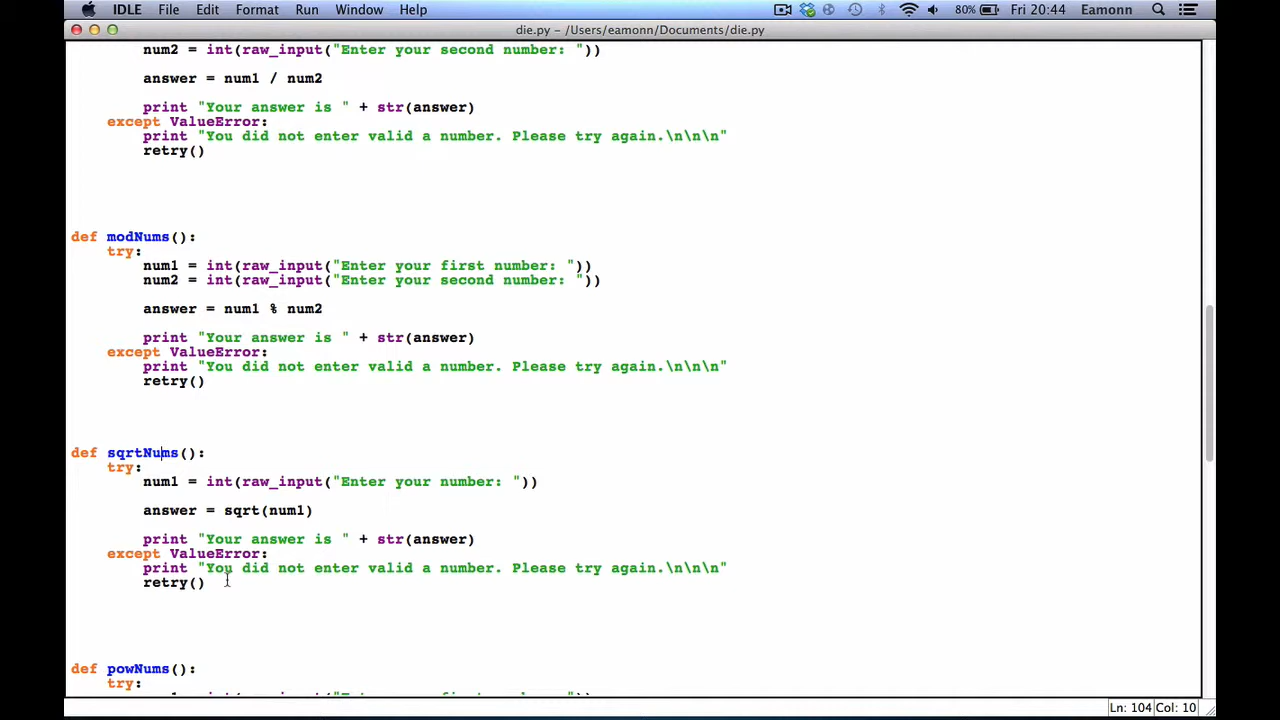 IDLE File Edit Format Run Window Help 80% Fri 20:44 Eamonn
die.py – /Users/eamonn/Documents/die.py
num2 = int(raw_input("Enter your second number: "))
answer = num1 / num2
print "Your answer is " + str(answer)
except ValueError:
print "You did not enter valid a number. Please try again.\n\n\n"
retry()
def modNums():
try:
num1 = int(raw_input("Enter your first number: "))
num2 = int(raw_input("Enter your second number: "))
answer = num1 % num2
print "Your answer is " + str(answer)
except ValueError:
print "You did not enter valid a number. Please try again.\n\n\n"
retry()
def sqrtNums():
try:
num1 = int(raw_input("Enter your number: "))
answer = sqrt(num1)
print "Your answer is " + str(answer)
except ValueError:
print "You did not enter valid a number. Please try again.\n\n\n"
retry()
def powNums():
try:
Ln: 104 Col: 10